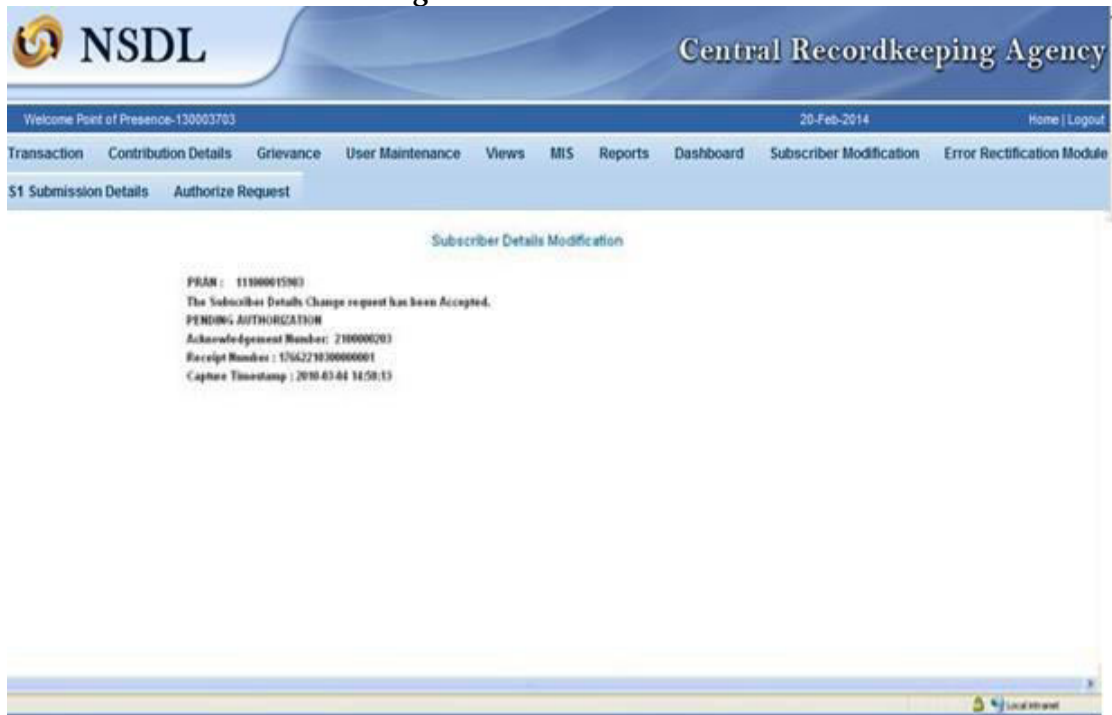 NSDL
Central Recordkeeping Agency
Welcome Point of Presence-130003703 20-Feb-2014 Home | Logout
Transaction Contribution Details Grievance User Maintenance Views MIS Reports Dashboard Subscriber Modification Error Rectification Module
S1 Submission Details Authorize Request
Subscriber Details Modification
PRAN : 111000015903
The Subscriber Details Change request has been Accepted.
PENDING AUTHORIZATION
Acknowledgement Number: 2100000203
Receipt Number :
Capture Timestamp : 2010-03-04 14:50:13
Local intranet